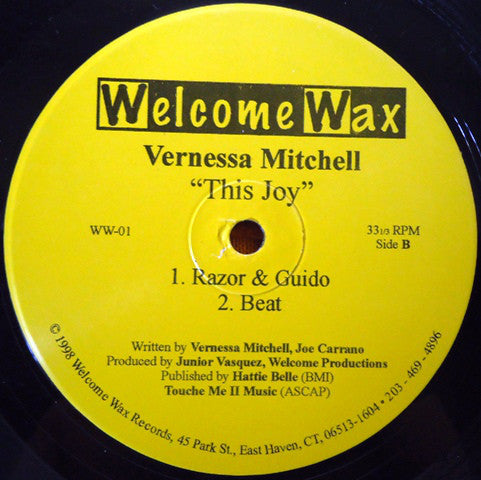 Welcome Wax
Vernessa Mitchell
"This Joy"
WW-01
33 1/3 RPM
Side B
1. Razor & Guido
2. Beat
Written by Vernessa Mitchell, Joe Carrano
Produced by Junior Vasquez, Welcome Productions
Published by Hattie Belle (BMI)
Touche Me II Music (ASCAP)
© 1998 Welcome Wax Records, 45 Park St., East Haven, CT, 06513-1604 • 203 - 469 - 4896